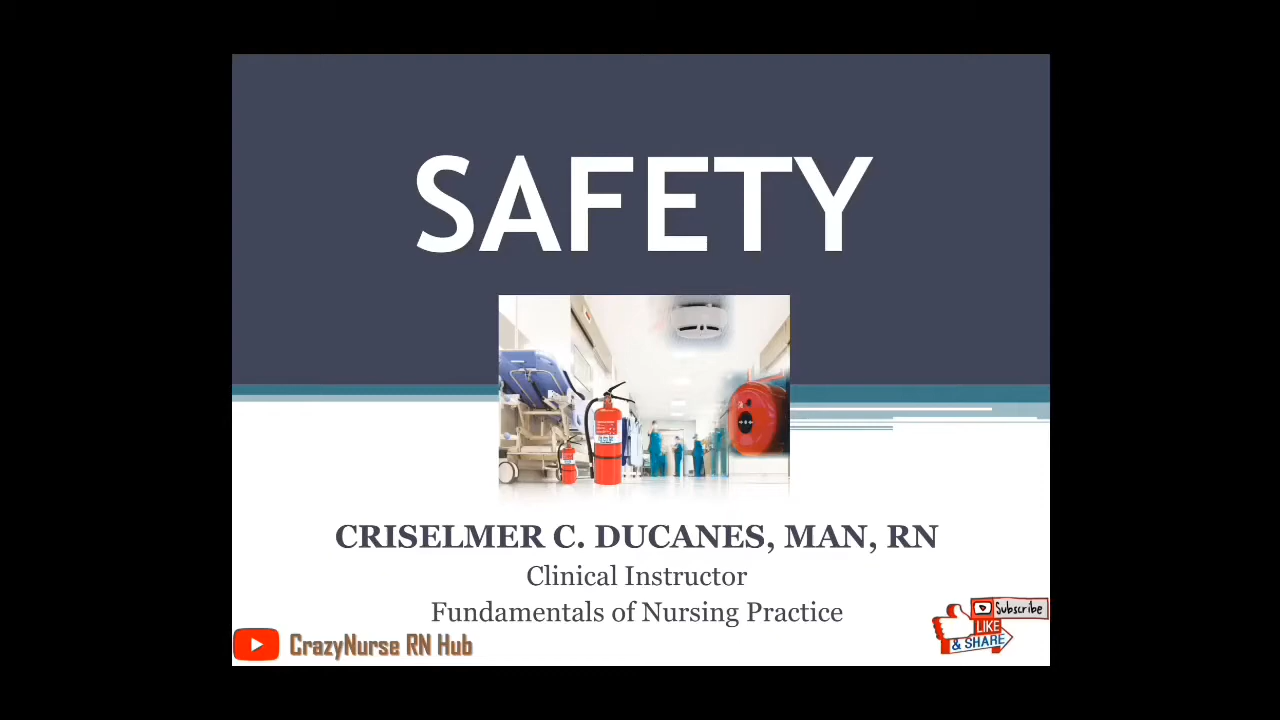 SAFETY
CRISELMER C. DUCANES, MAN, RN
Clinical Instructor
Fundamentals of Nursing Practice
CrazyNurse RN Hub
Subscribe
LIKE
& SHARE